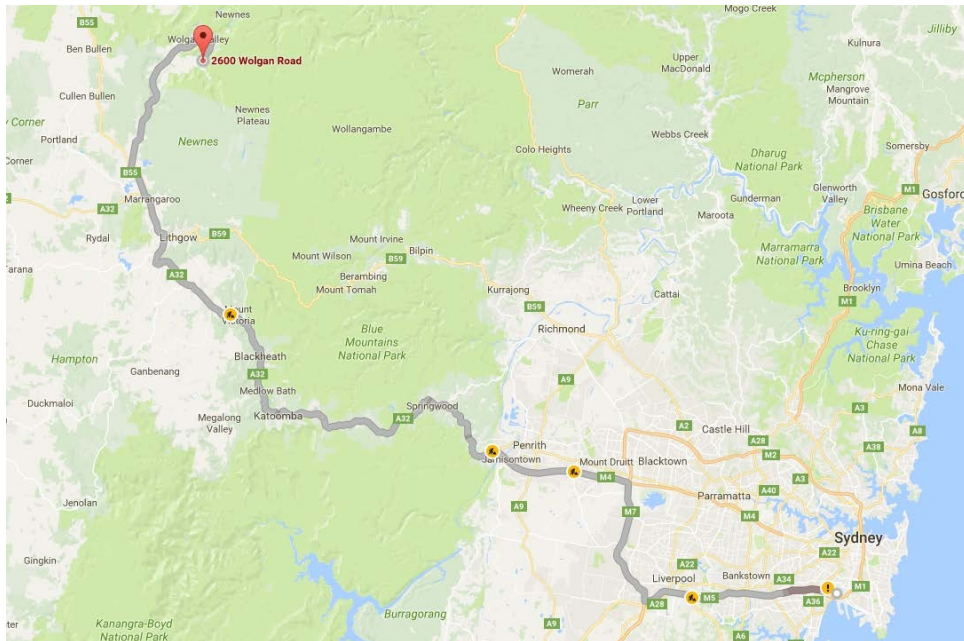 Newnes
Mogo Creek
Jilliby
B55
Wolgan Valley
Kulnura
Ben Bullen
2600 Wolgan Road
Upper
MacDonald
Womerah
Mcpherson
Mangrove
Mountain
Cullen Bullen
Newnes
Plateau
Parr
Wollangambe
Corner
Portland
Newnes
Webbs Creek
Somersby
Colo Heights
Corner
Dharug
National Park
B55
M1
Glenworth
Valley
Gosford
Marrangaroo
A32
Lower
Portland
Gunderman
Wheeny Creek
Maroota
Brisbane
Water
National Park
Rydal
Lithgow
B59
Mount Irvine
Bilpin
Marramarra
National Park
Mount Wilson
B59
Umina Beach
Tarana
A32
Berambing
Mount Tomah
Kurrajong
Cattai
Brooklyn
M1
B59
Mount
Victoria
Richmond
Blue
Mountains
National Park
Ku-ring-gai
Chase
National Park
Hampton
Blackheath
Ganbenang
A32
A9
Mona Vale
Medlow Bath
Duckmaloi
Springwood
A3
Katoomba
A32
Megalong
Valley
A2
Castle Hill
A8
A28
A38
Penrith
M2
Jamisontown
Mount Druitt
Blacktown
M4
A3
Jenolan
A40
Parramatta
A9
M7
M4
Sydney
A22
Gingkin
A22
Liverpool
Bankstown
A34
M1
A28
M5
A36
Burragorang
A9
A6
Kanangra-Boyd
National Park